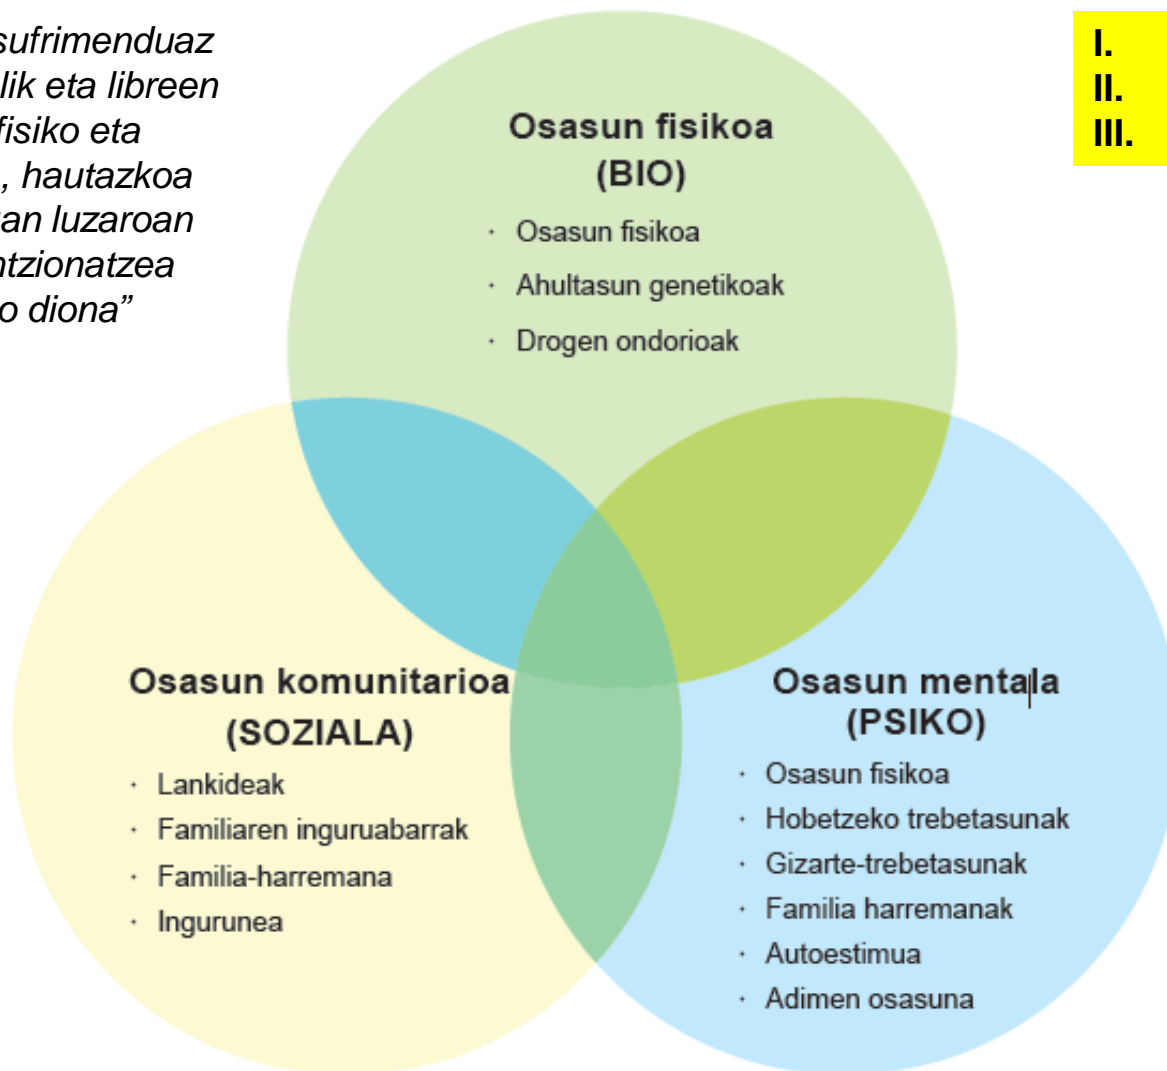 sufrimenduaz
lik eta libreen
fisiko eta
, hautazkoa
an luzaroan
ntzionatzea
o diona”
I.
II.
III.
Osasun fisikoa
(BIO)
· Osasun fisikoa
· Ahultasun genetikoak
· Drogen ondorioak
Osasun komunitarioa
(SOZIALA)
· Lankideak
· Familiaren inguruabarrak
· Familia-harremana
· Ingurunea
Osasun mentala
(PSIKO)
· Osasun fisikoa
· Hobetzeko trebetasunak
· Gizarte-trebetasunak
· Familia harremanak
· Autoestimua
· Adimen osasuna